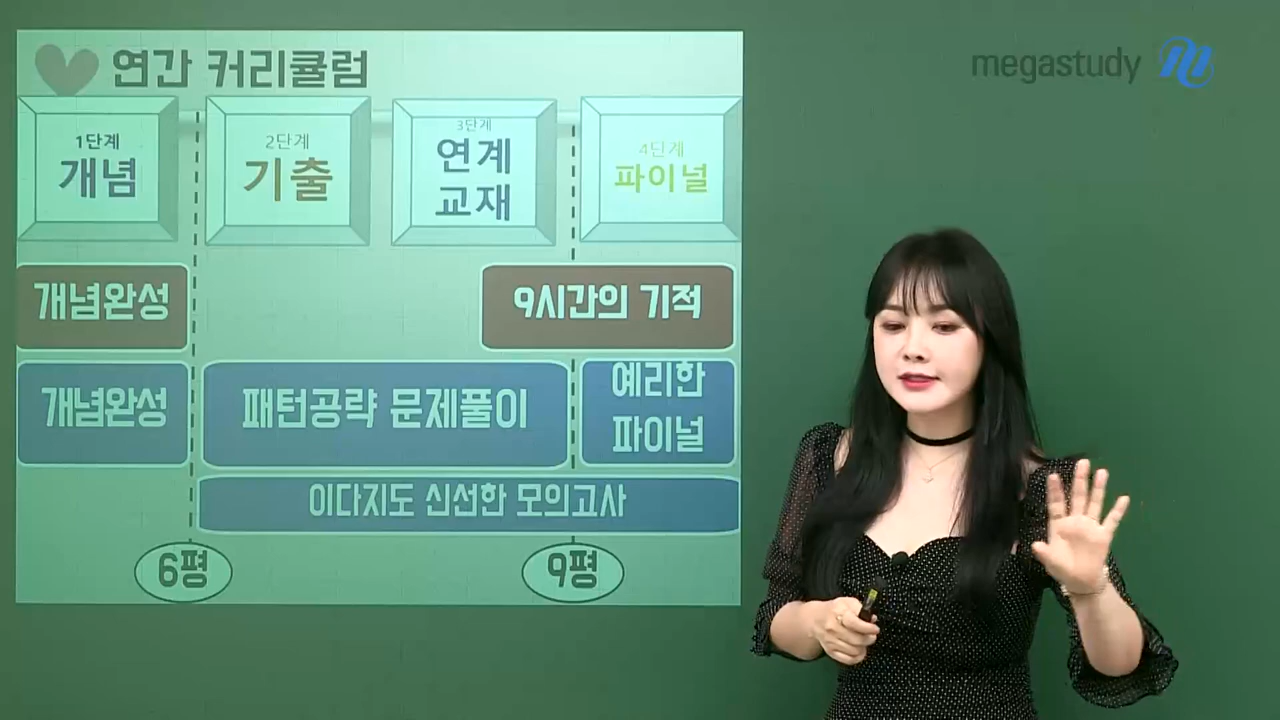 연간 커리큘럼
megastudy
1단계
개념
2단계
기출
3단계
연계
교재
4단계
파이널
개념완성
9시간의 기적
개념완성
패턴공략 문제풀이
예리한
파이널
이다지도 신선한 모의고사
6평
9평